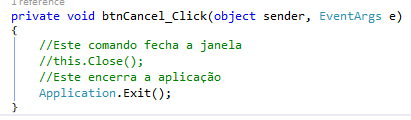 1 reference
private void btnCancel_Click(object sender, EventArgs e)
{
//Este comando fecha a janela
//this.Close();
//Este encerra a aplicação
Application.Exit();
}